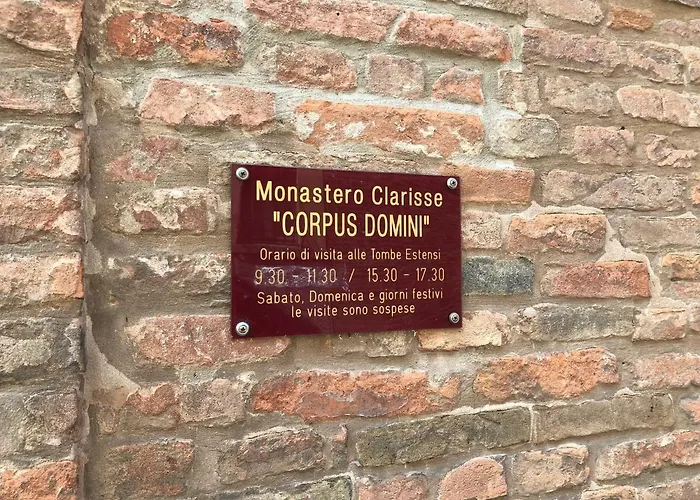 Monastero Clarisse
"CORPUS DOMINI"
Orario di visita alle Tombe Estensi
9.30 - 11.30 / 15.30 - 17.30
Sabato, Domenica e giorni festivi
le visite sono sospese